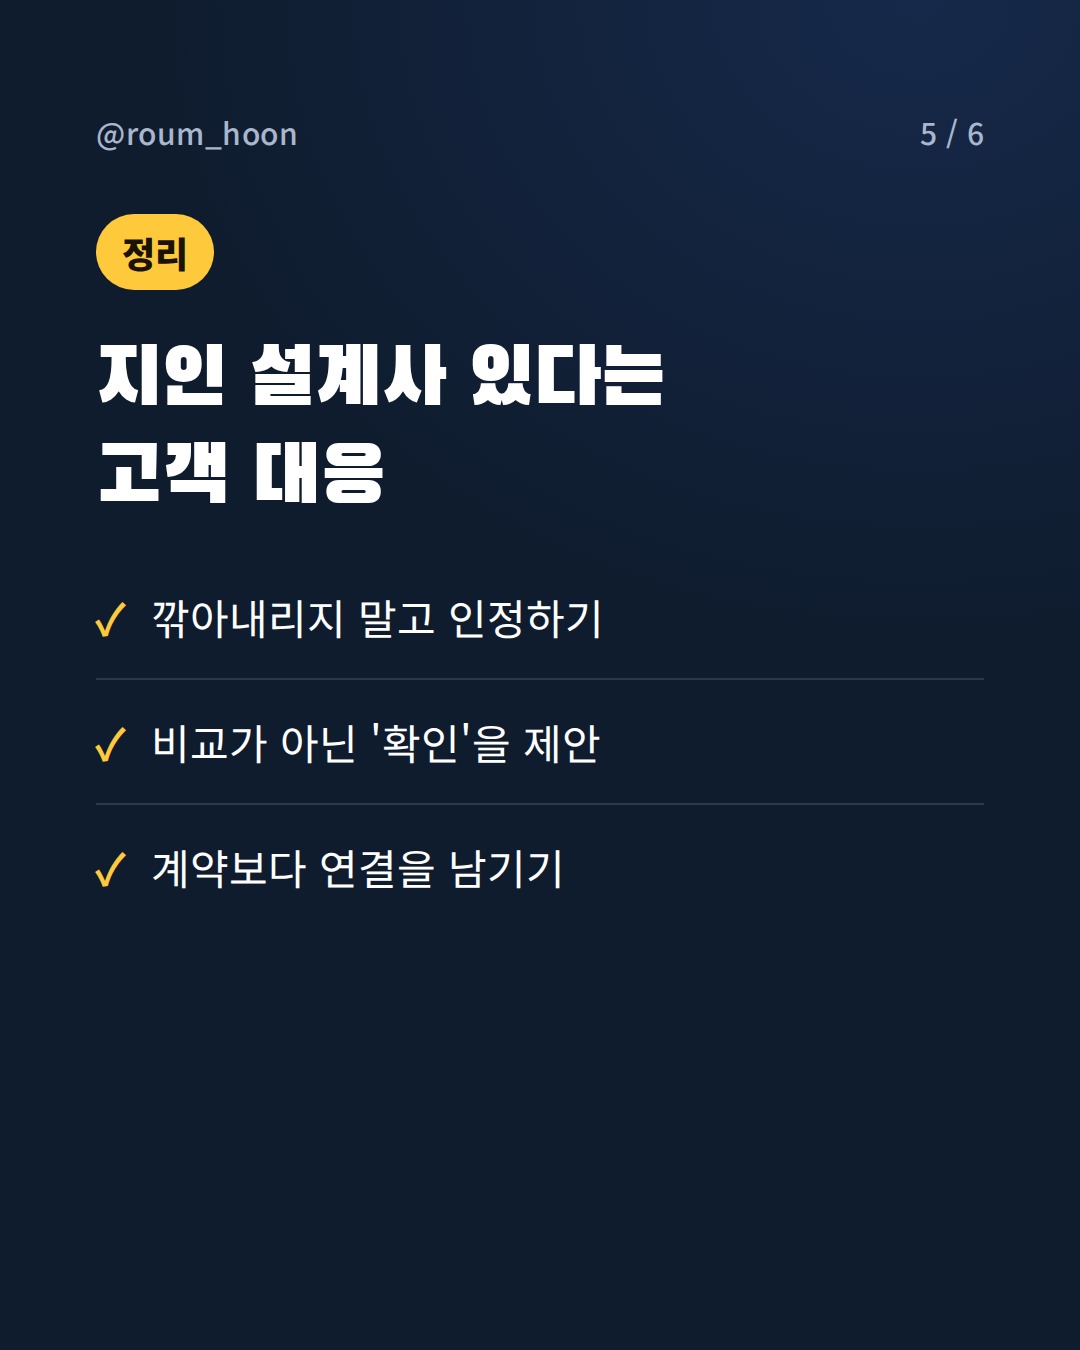 @roum_hoon
5 / 6
정리
지인 설계사 있다는
고객 대응
✓ 깎아내리지 말고 인정하기
✓ 비교가 아닌 '확인'을 제안
✓ 계약보다 연결을 남기기